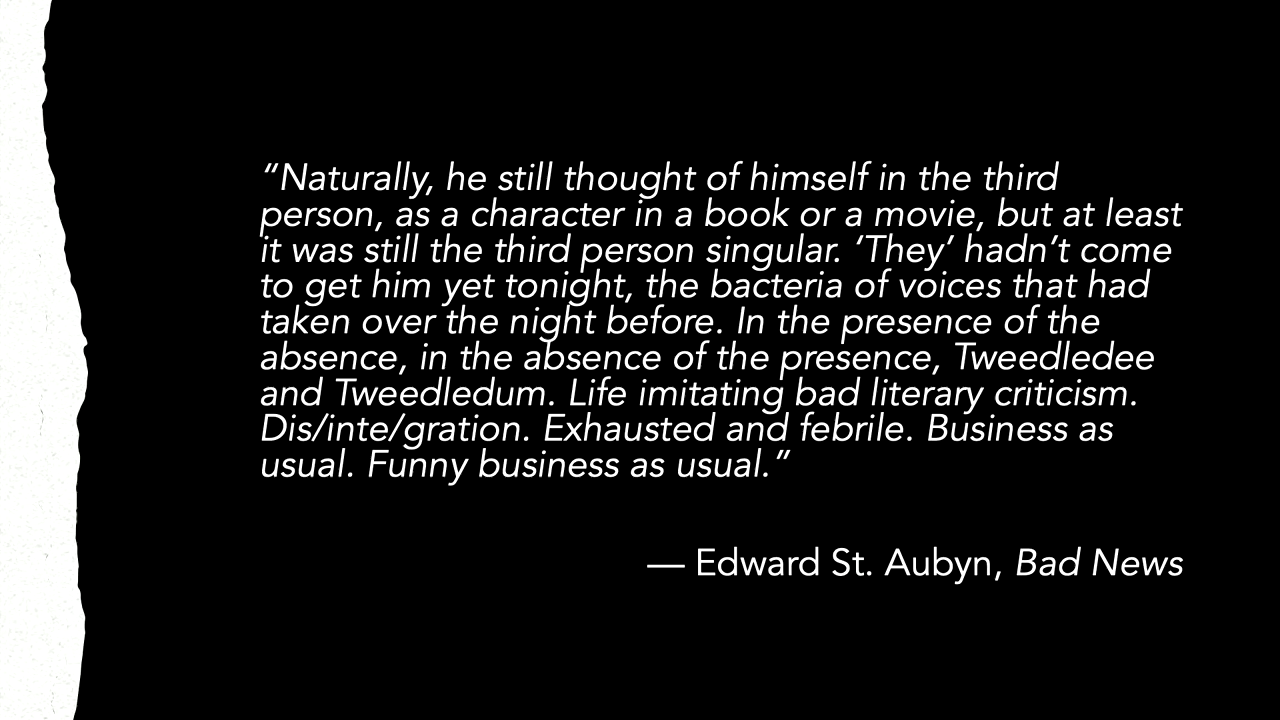 “Naturally, he still thought of himself in the third
person, as a character in a book or a movie, but at least
it was still the third person singular. ‘They’ hadn’t come
to get him yet tonight, the bacteria of voices that had
taken over the night before. In the presence of the
absence, in the absence of the presence, Tweedledee
and Tweedledum. Life imitating bad literary criticism.
Dis/inte/gration. Exhausted and febrile. Business as
usual. Funny business as usual.”
— Edward St. Aubyn, Bad News